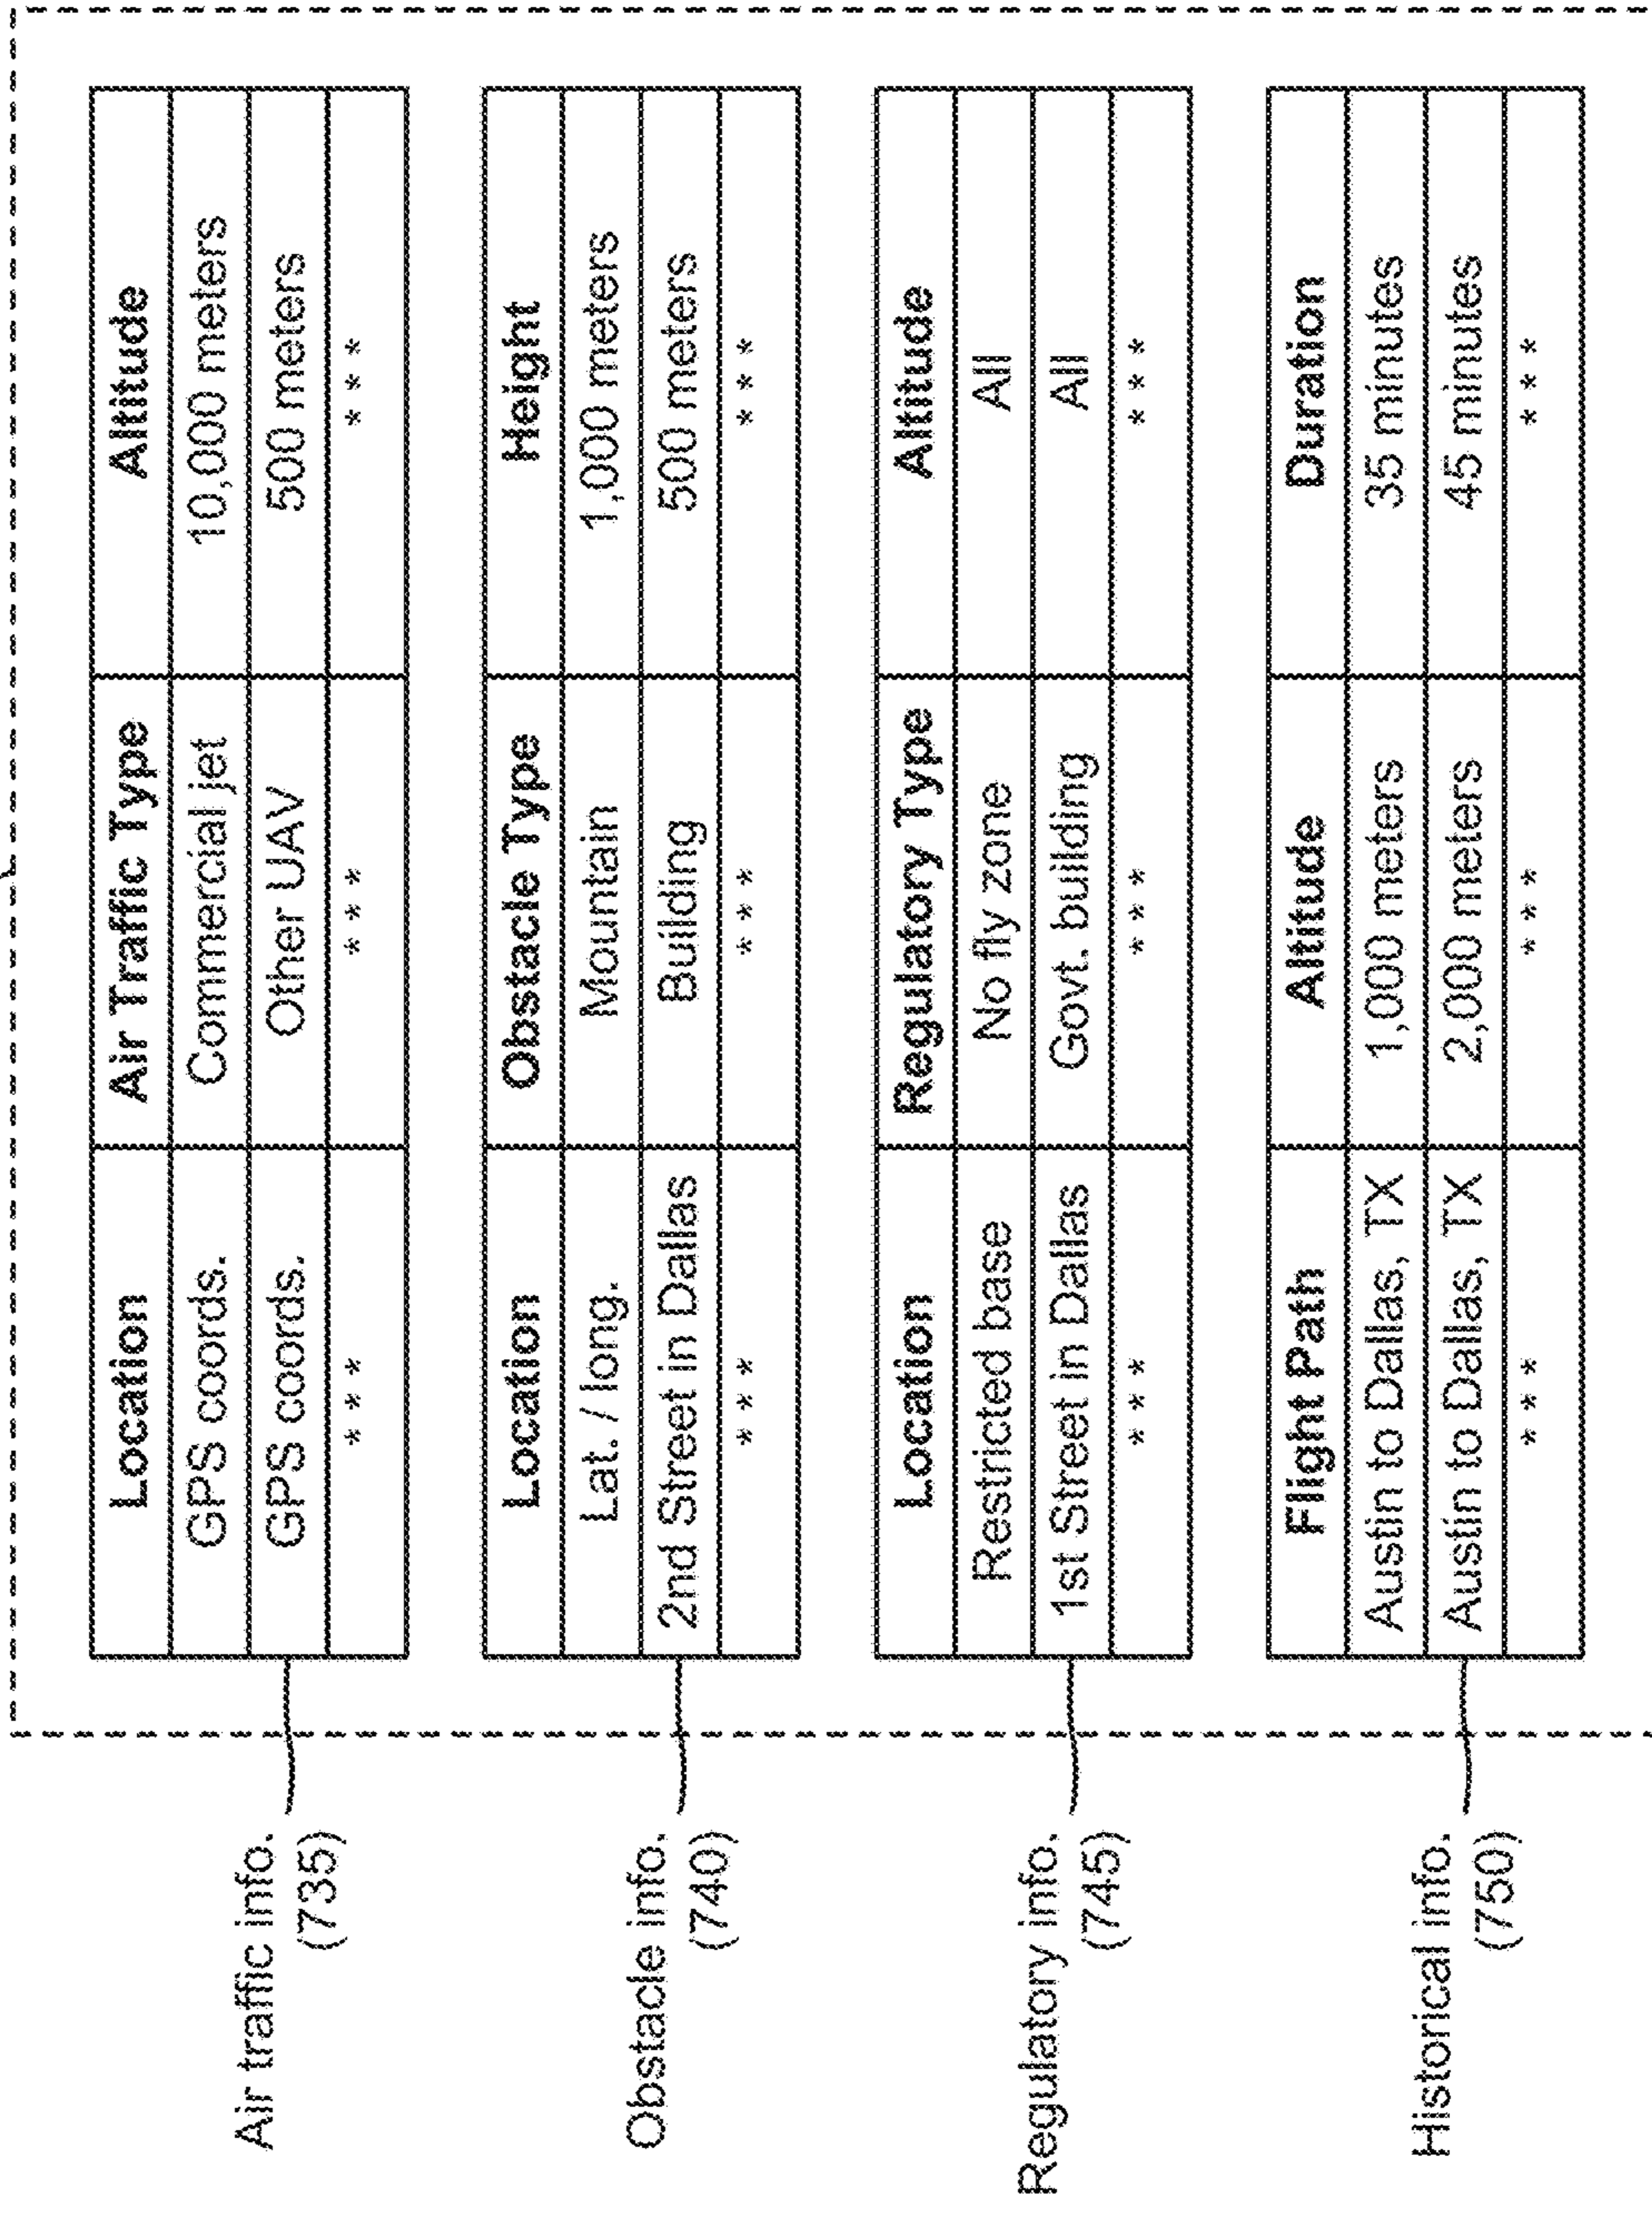 Air traffic info.
(735)
Location Air Traffic Type Altitude
GPS coords. Commercial jet 10,000 meters
GPS coords. Other UAV 500 meters
* * * * * * * * *
Obstacle info.
(740)
Location Obstacle Type Height
Lat. / long. Mountain 1,000 meters
2nd Street in Dallas Building 500 meters
* * * * * * * * *
Regulatory info.
(745)
Location Regulatory Type Altitude
Restricted base No fly zone All
1st Street in Dallas Govt. building All
* * * * * * * * *
Historical info.
(750)
Flight Path Altitude Duration
Austin to Dallas, TX 1,000 meters 35 minutes
Austin to Dallas, TX 2,000 meters 45 minutes
* * * * * * * * *